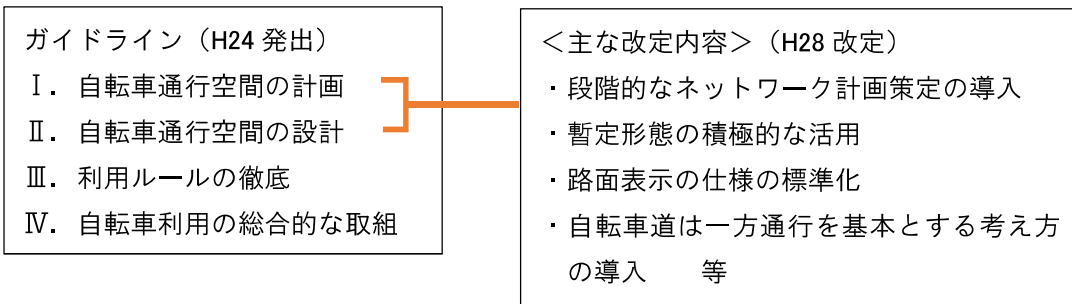 ガイドライン（H24 発出）
Ⅰ．自転車通行空間の計画
Ⅱ．自転車通行空間の設計
Ⅲ．利用ルールの徹底
Ⅳ．自転車利用の総合的な取組
＜主な改定内容＞（H28 改定）
・段階的なネットワーク計画策定の導入
・暫定形態の積極的な活用
・路面表示の仕様の標準化
・自転車道は一方通行を基本とする考え方
の導入　　等